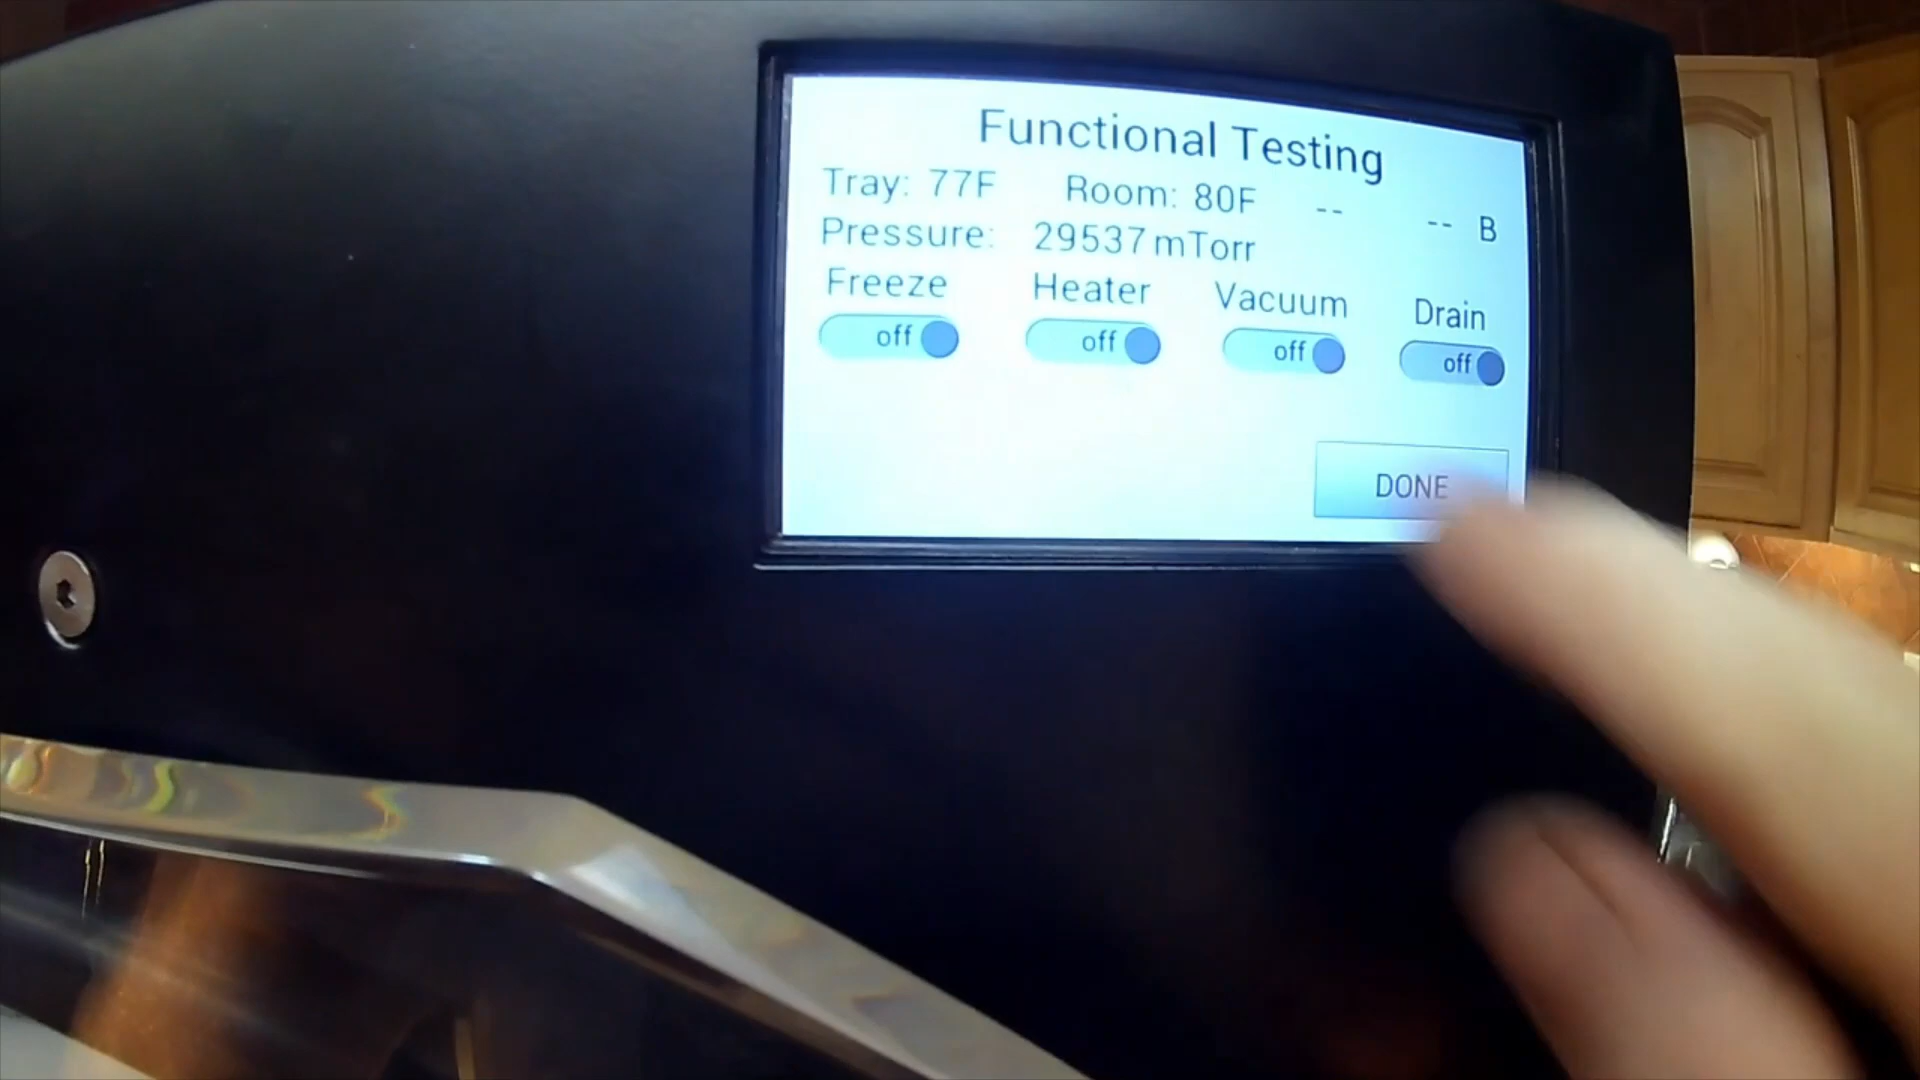 Functional Testing
Tray: 77F Room: 80F -- -- B
Pressure: 29537 mTorr
Freeze Heater Vacuum Drain
off off off off
DONE